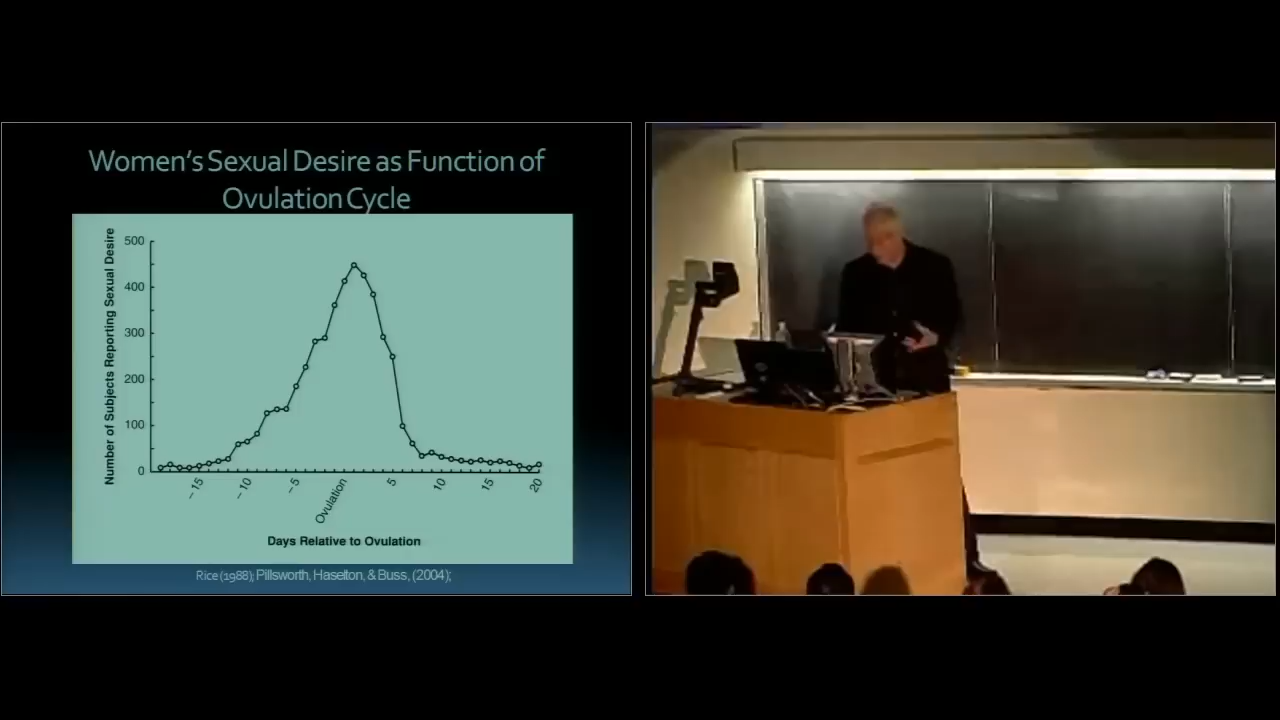 Women's Sexual Desire as Function of
Ovulation Cycle
Number of Subjects Reporting Sexual Desire
500
400
300
200
100
0
– 15
– 10
– 5
Ovulation
5
10
15
20
Days Relative to Ovulation
Rice (1988); Pillsworth, Haselton, & Buss, (2004);